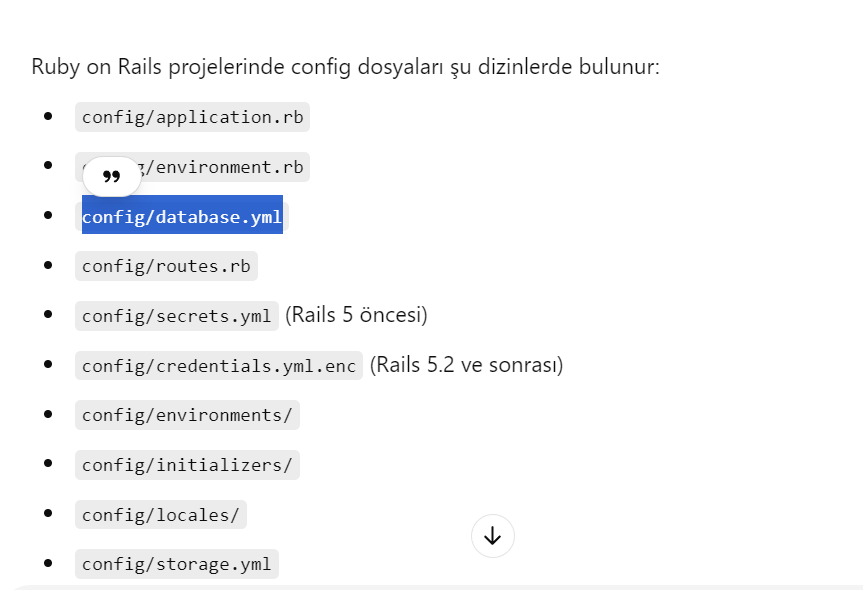 Ruby on Rails projelerinde config dosyaları şu dizinlerde bulunur:
config/application.rb
/environment.rb
config/database.yml
config/routes.rb
config/secrets.yml (Rails 5 öncesi)
config/credentials.yml.enc (Rails 5.2 ve sonrası)
config/environments/
config/initializers/
config/locales/
config/storage.yml